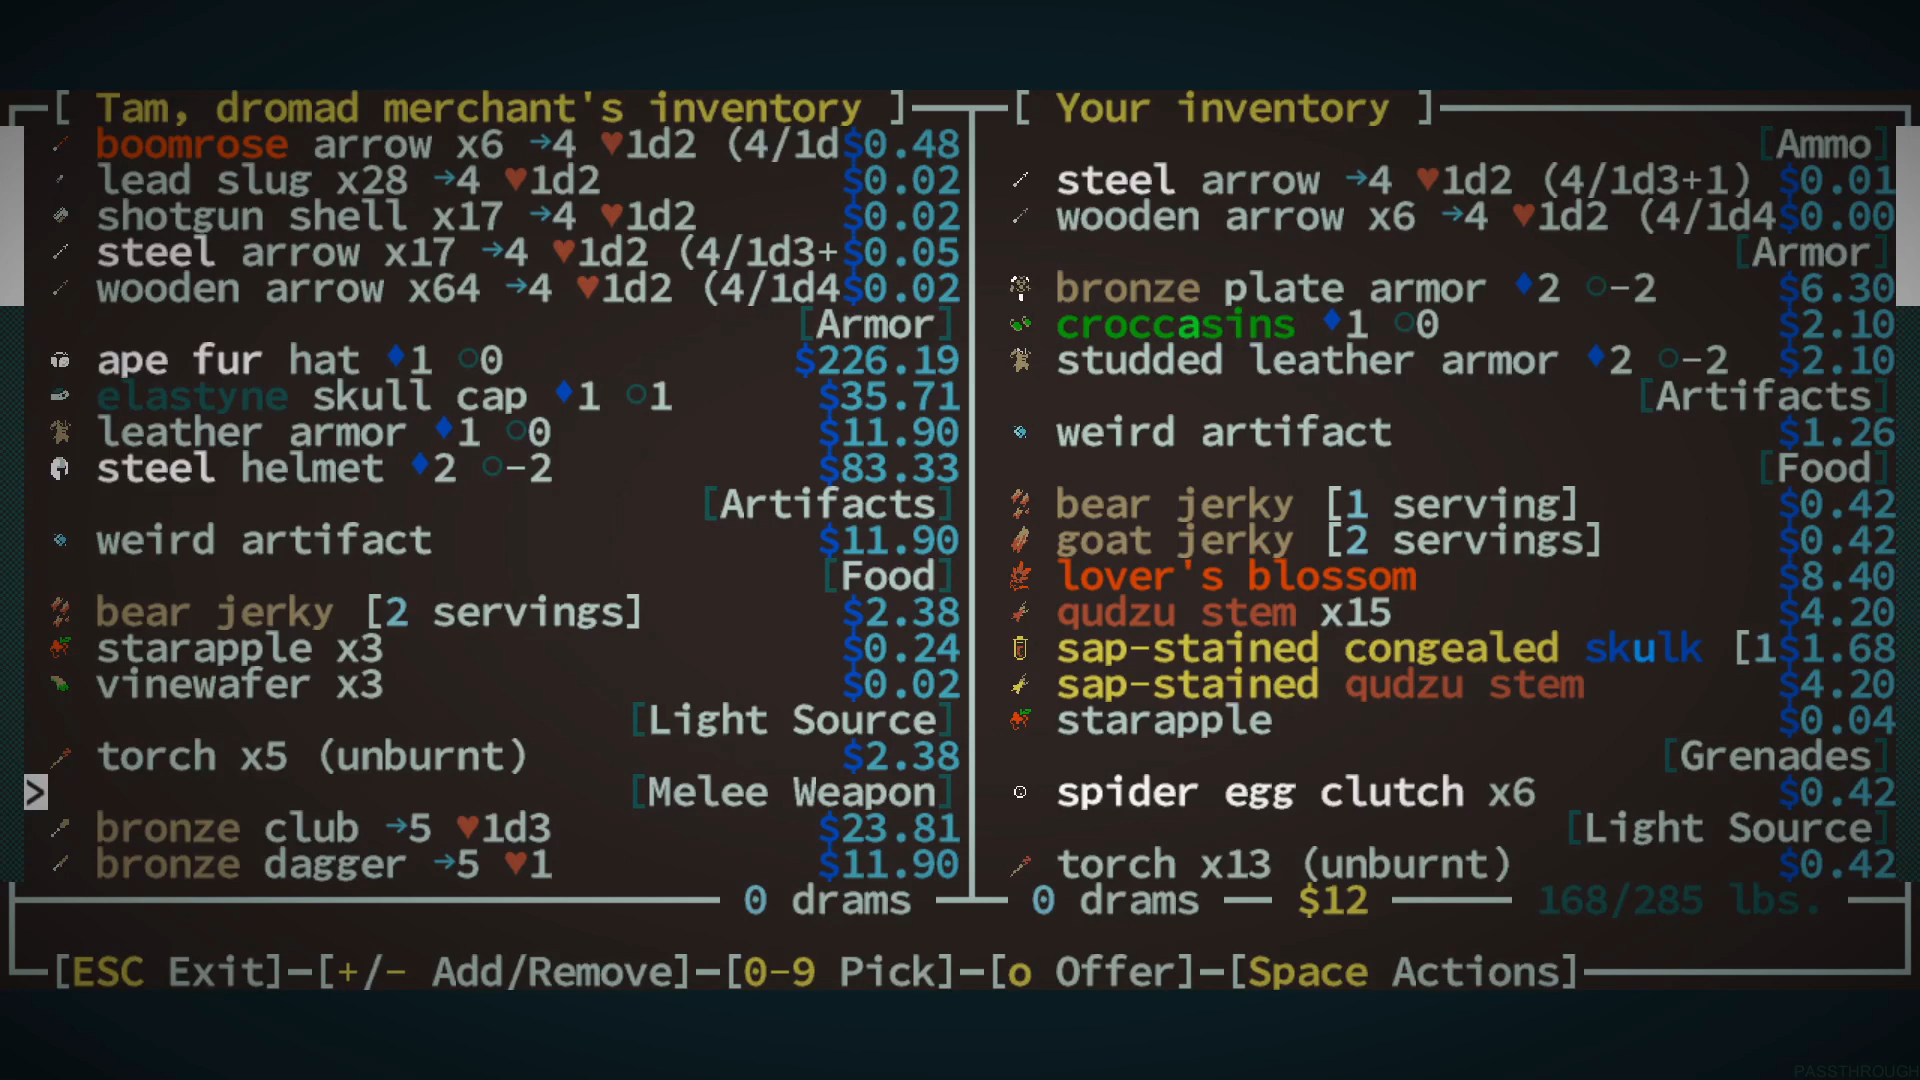 [ Tam, dromad merchant's inventory ]
boomrose arrow x6 →4 ♥1d2 (4/1d$0.48
lead slug x28 →4 ♥1d2 $0.02
shotgun shell x17 →4 ♥1d2 $0.02
steel arrow x17 →4 ♥1d2 (4/1d3+$0.05
wooden arrow x64 →4 ♥1d2 (4/1d4$0.02
[Armor]
ape fur hat ♦1 ○0 $226.19
elastyne skull cap ♦1 ○1 $35.71
leather armor ♦1 ○0 $11.90
steel helmet ♦2 ○-2 $83.33
[Artifacts]
weird artifact $11.90
[Food]
bear jerky [2 servings] $2.38
starapple x3 $0.24
vinewafer x3 $0.02
[Light Source]
torch x5 (unburnt) $2.38
> [Melee Weapon]
bronze club →5 ♥1d3 $23.81
bronze dagger →5 ♥1 $11.90
0 drams
[ Your inventory ]
[Ammo]
steel arrow →4 ♥1d2 (4/1d3+1) $0.01
wooden arrow x6 →4 ♥1d2 (4/1d4$0.00
[Armor]
bronze plate armor ♦2 ○-2 $6.30
croccasins ♦1 ○0 $2.10
studded leather armor ♦2 ○-2 $2.10
[Artifacts]
weird artifact $1.26
[Food]
bear jerky [1 serving] $0.42
goat jerky [2 servings] $0.42
lover's blossom $8.40
qudzu stem x15 $4.20
sap-stained congealed skulk [1$1.68
sap-stained qudzu stem $4.20
starapple $0.04
[Grenades]
spider egg clutch x6 $0.42
[Light Source]
torch x13 (unburnt) $0.42
0 drams — $12 — 168/285 lbs.
[ESC Exit]-[+/- Add/Remove]-[0-9 Pick]-[o Offer]-[Space Actions]
PASSTHROUGH